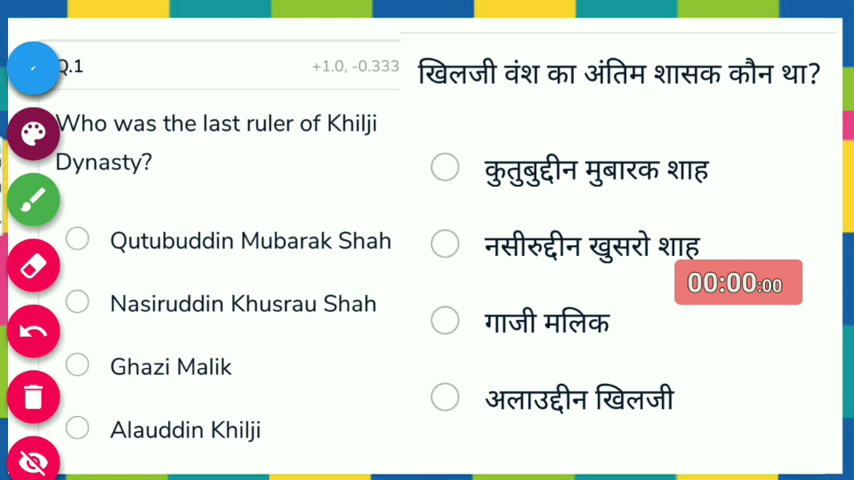 Q.1
+1.0, -0.333
Who was the last ruler of Khilji
Dynasty?
Qutubuddin Mubarak Shah
Nasiruddin Khusrau Shah
Ghazi Malik
Alauddin Khilji
खिलजी वंश का अंतिम शासक कौन था?
कुतुबुद्दीन मुबारक शाह
नसीरुद्दीन खुसरो शाह
गाजी मलिक
अलाउद्दीन खिलजी
00:00:00